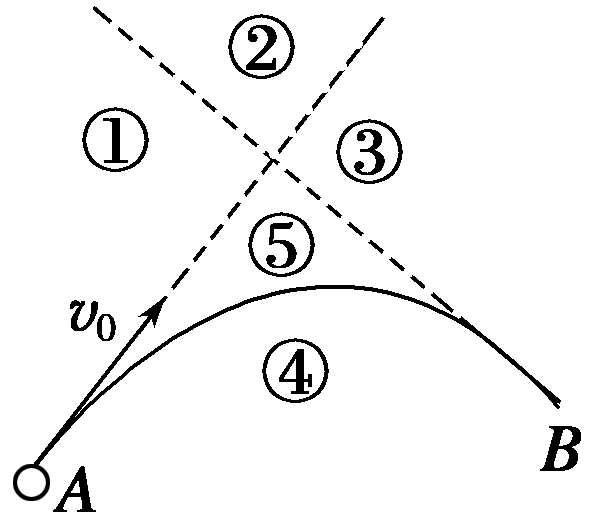 ②
①
③
⑤
v₀
④
B
A